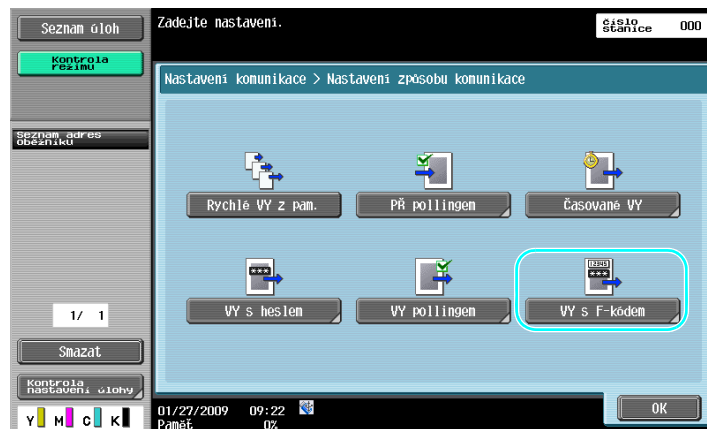 Seznam úloh
Kontrola
režimu
Seznam adres
oběžníku
1/ 1
Smazat
Kontrola
nastavení úlohy
Y M C K
Zadejte nastavení.
číslo
stanice 000
Nastavení komunikace > Nastavení způsobu komunikace
Rychlé VY z pam.
PŘ pollingem
Časované VY
***
12345
***
VY s heslem
VY pollingem
VY s F-kódem
01/27/2009 09:22
Paměť 0%
OK